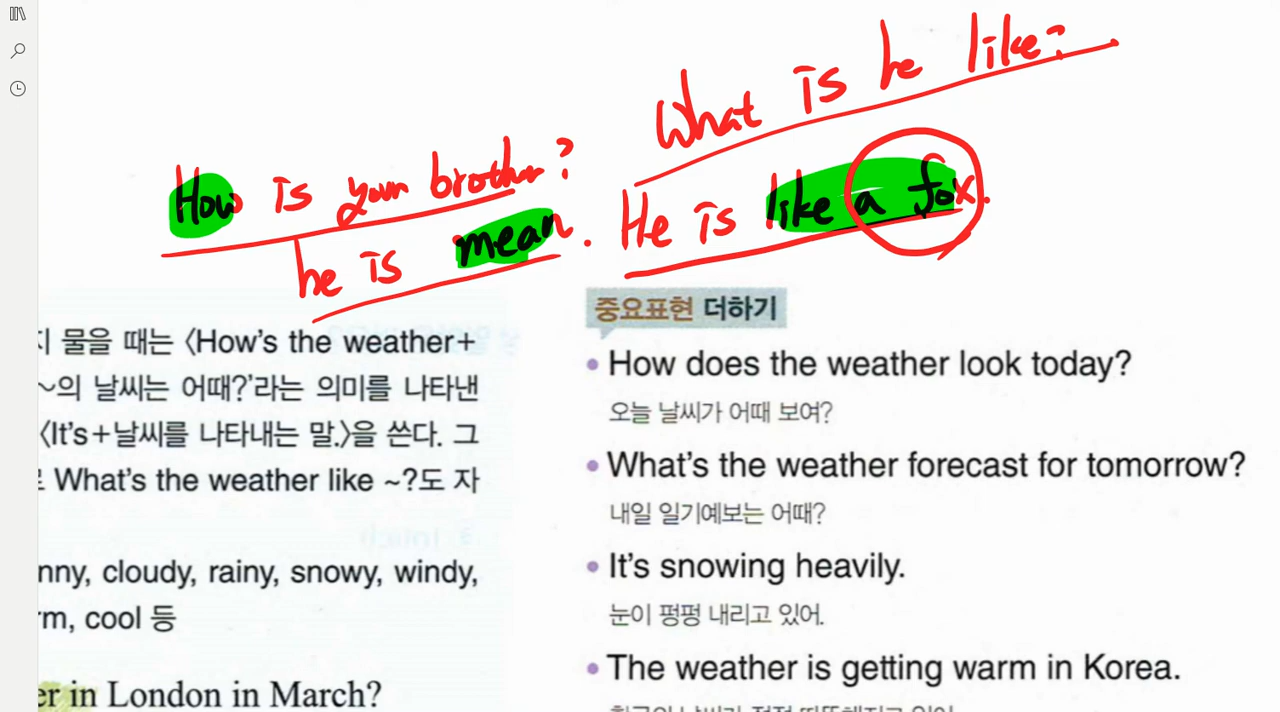 What is he like?
How is your brother?
he is mean. He is like a fox.
지 물을 때는 〈How's the weather+
~의 날씨는 어때?'라는 의미를 나타낸
〈It's+날씨를 나타내는 말.〉을 쓴다. 그
What's the weather like ~?도 자
nny, cloudy, rainy, snowy, windy,
rm, cool 등
er in London in March?
중요표현 더하기
• How does the weather look today?
오늘 날씨가 어때 보여?
• What's the weather forecast for tomorrow?
내일 일기예보는 어때?
• It's snowing heavily.
눈이 펑펑 내리고 있어.
• The weather is getting warm in Korea.